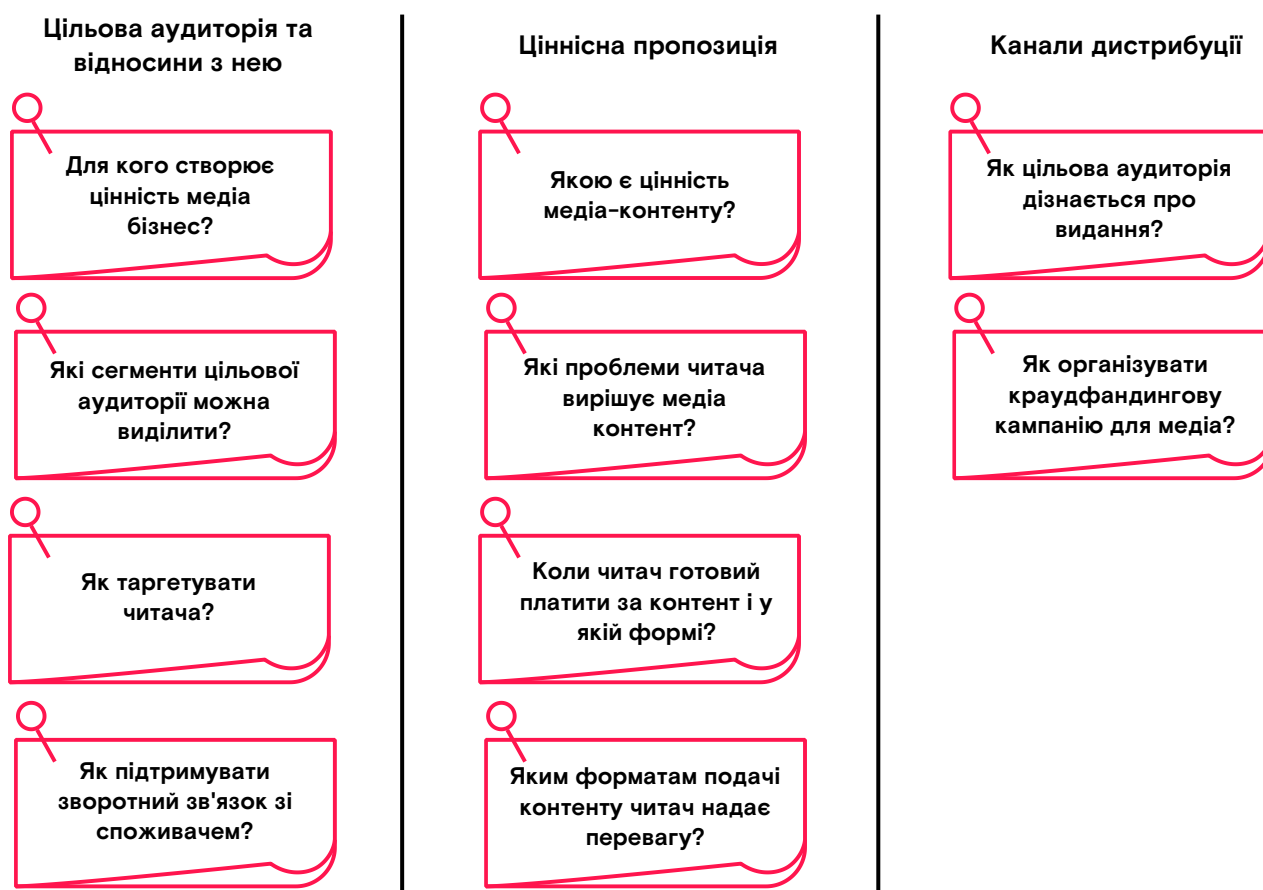 Цільова аудиторія та
відносини з нею
Для кого створює
цінність медіа
бізнес?
Які сегменти цільової
аудиторії можна
виділити?
Як таргетувати
читача?
Як підтримувати
зворотний зв'язок зі
споживачем?
Ціннісна пропозиція
Якою є цінність
медіа-контенту?
Які проблеми читача
вирішує медіа
контент?
Коли читач готовий
платити за контент і у
якій формі?
Яким форматам подачі
контенту читач надає
перевагу?
Канали дистрибуції
Як цільова аудиторія
дізнається про
видання?
Як організувати
краудфандингову
кампанію для медіа?